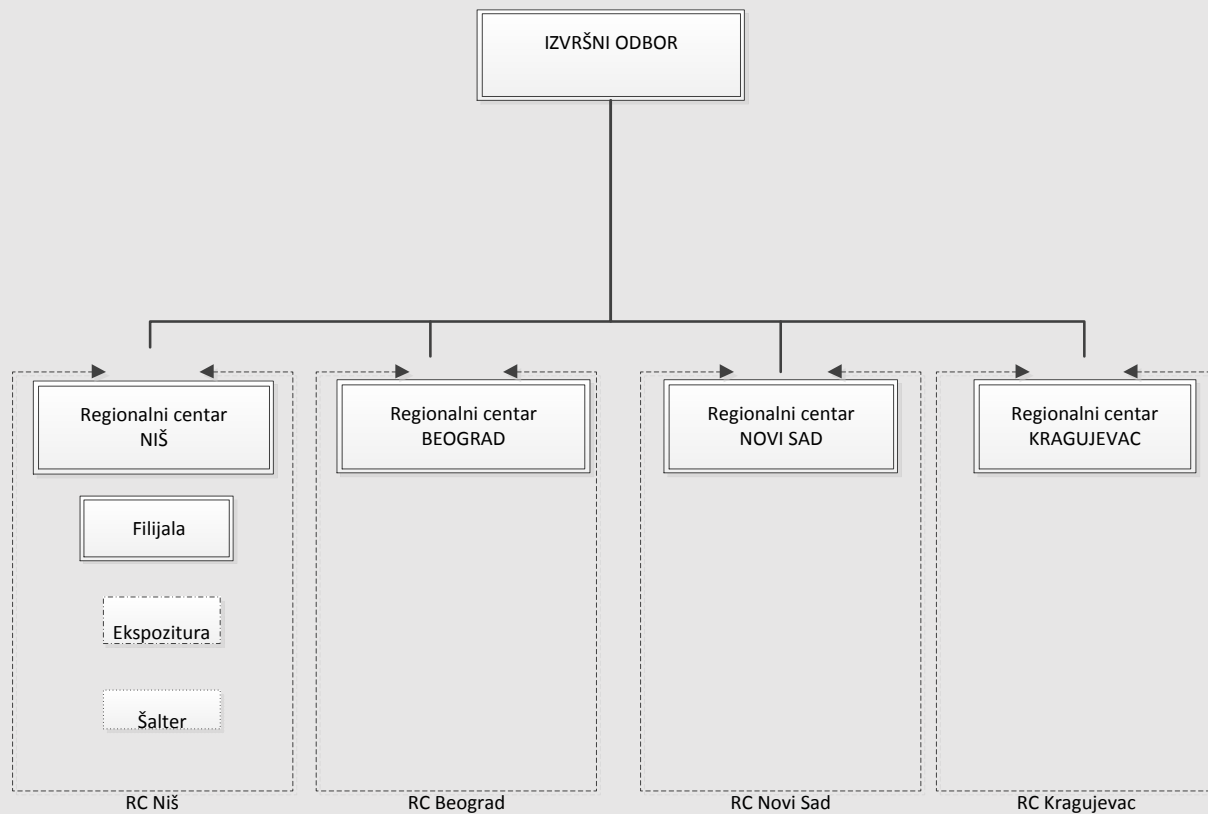 IZVRŠNI ODBOR
Regionalni centar
NIŠ
Regionalni centar
BEOGRAD
Regionalni centar
NOVI SAD
Regionalni centar
KRAGUJEVAC
Filijala
Ekspozitura
Šalter
RC Niš
RC Beograd
RC Novi Sad
RC Kragujevac